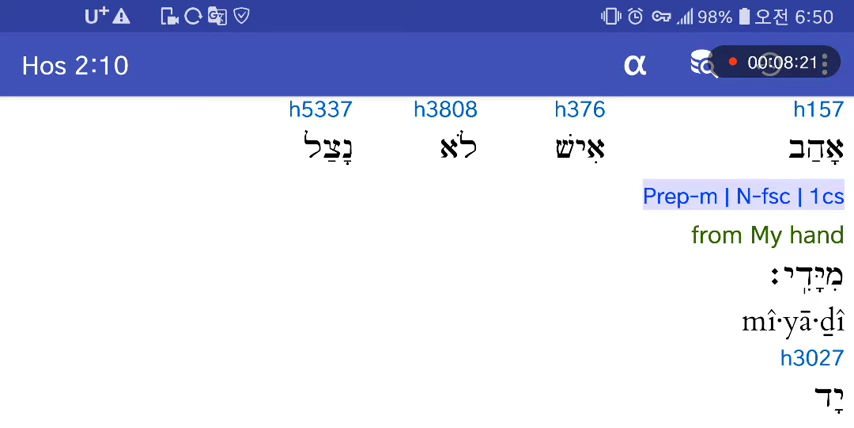 U+ 98% 오전 6:50
Hos 2:10 α 00:08:21
h157 h376 h3808 h5337
אָהַב אִישׁ לֹא נָצַל
Prep-m | N-fsc | 1cs
from My hand
מִיָּדִֽי׃
mî·yā·ḏî
h3027
יָד